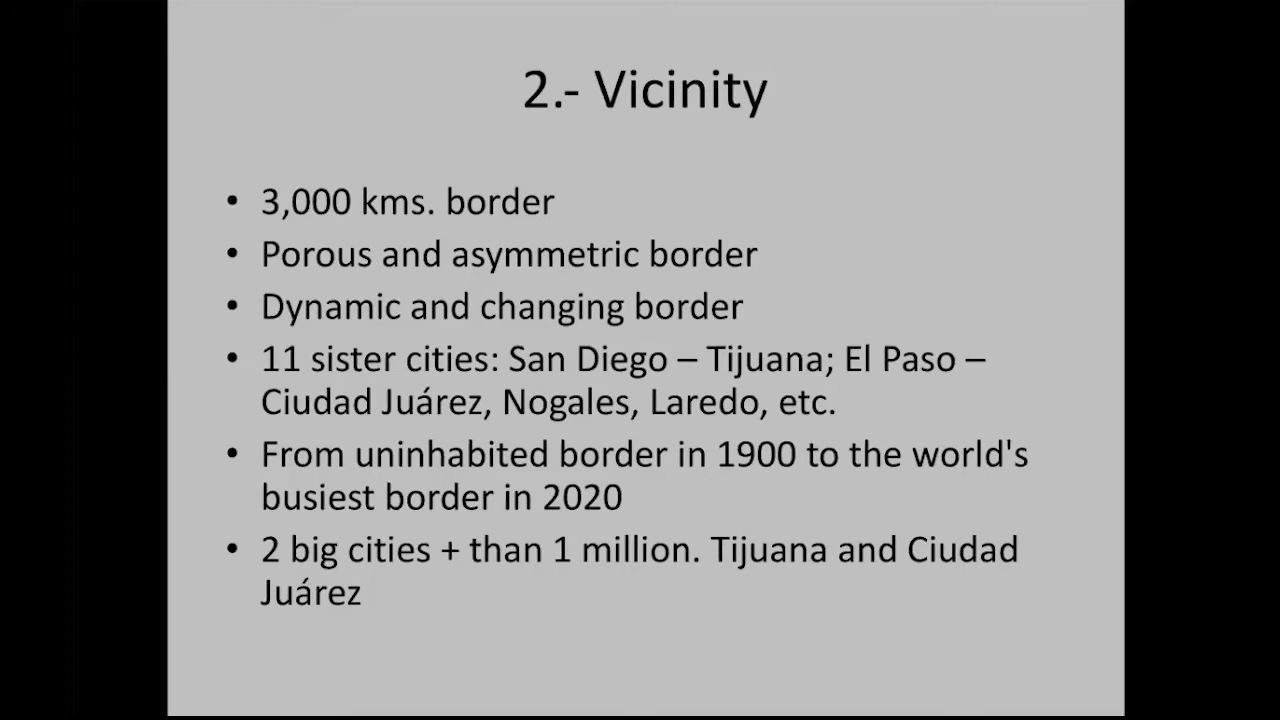 2.- Vicinity
• 3,000 kms. border
• Porous and asymmetric border
• Dynamic and changing border
• 11 sister cities: San Diego – Tijuana; El Paso –
Ciudad Juárez, Nogales, Laredo, etc.
• From uninhabited border in 1900 to the world's
busiest border in 2020
• 2 big cities + than 1 million. Tijuana and Ciudad
Juárez